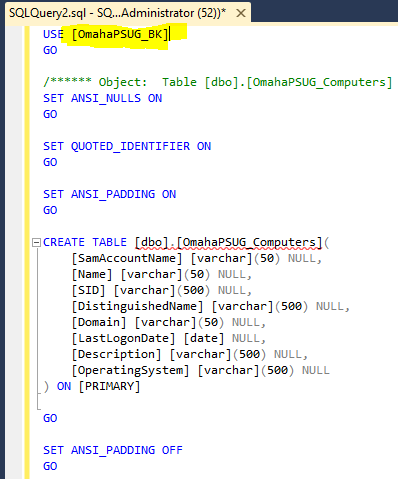 SQLQuery2.sql - SQ...Administrator (52))* ×
USE [OmahaPSUG_BK]
GO
/****** Object:  Table [dbo].[OmahaPSUG_Computers]
SET ANSI_NULLS ON
GO
SET QUOTED_IDENTIFIER ON
GO
SET ANSI_PADDING ON
GO
CREATE TABLE [dbo].[OmahaPSUG_Computers](
[SamAccountName] [varchar](50) NULL,
[Name] [varchar](50) NULL,
[SID] [varchar](500) NULL,
[DistinguishedName] [varchar](500) NULL,
[Domain] [varchar](50) NULL,
[LastLogonDate] [date] NULL,
[Description] [varchar](500) NULL,
[OperatingSystem] [varchar](500) NULL
) ON [PRIMARY]
GO
SET ANSI_PADDING OFF
GO